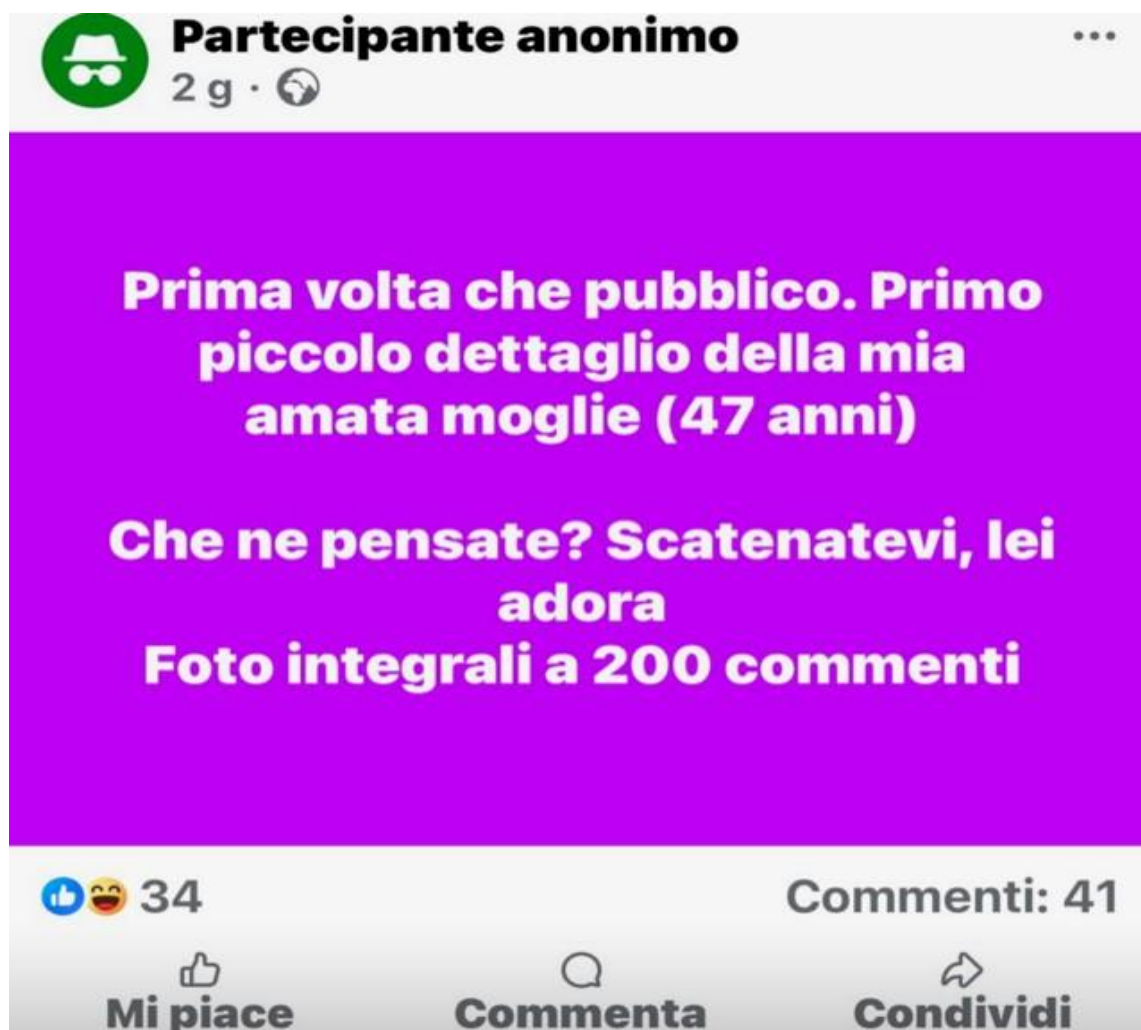 Partecipante anonimo
2 g ·
Prima volta che pubblico. Primo
piccolo dettaglio della mia
amata moglie (47 anni)
Che ne pensate? Scatenatevi, lei
adora
Foto integrali a 200 commenti
34
Commenti: 41
Mi piace
Commenta
Condividi